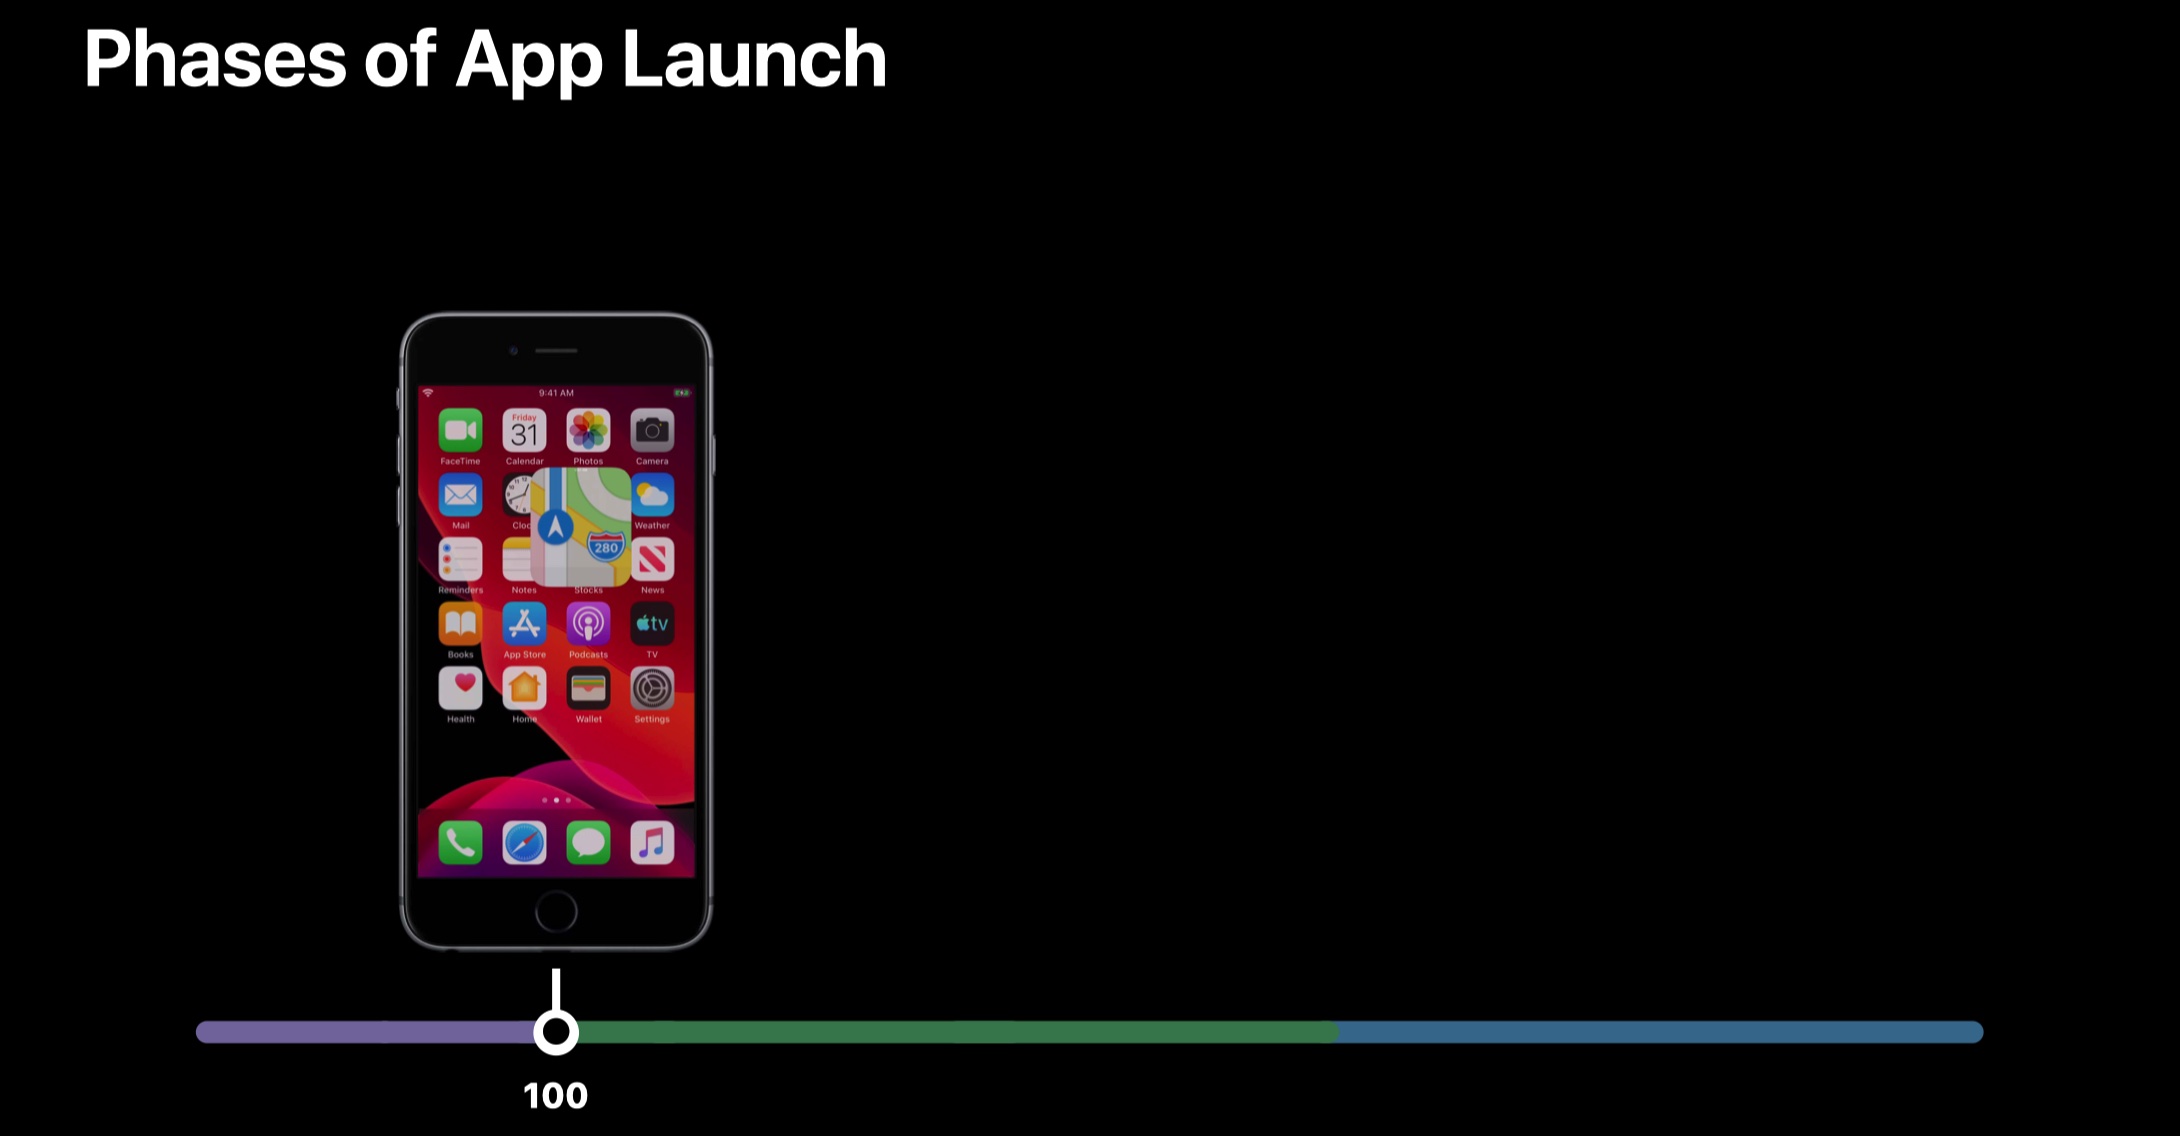 Phases of App Launch
9:41 AM
Friday
31
FaceTime Calendar Photos Camera
280
Mail Cloc Weather
Reminders Notes Stocks News
tv
Books App Store Podcasts TV
Health Home Wallet Settings
100